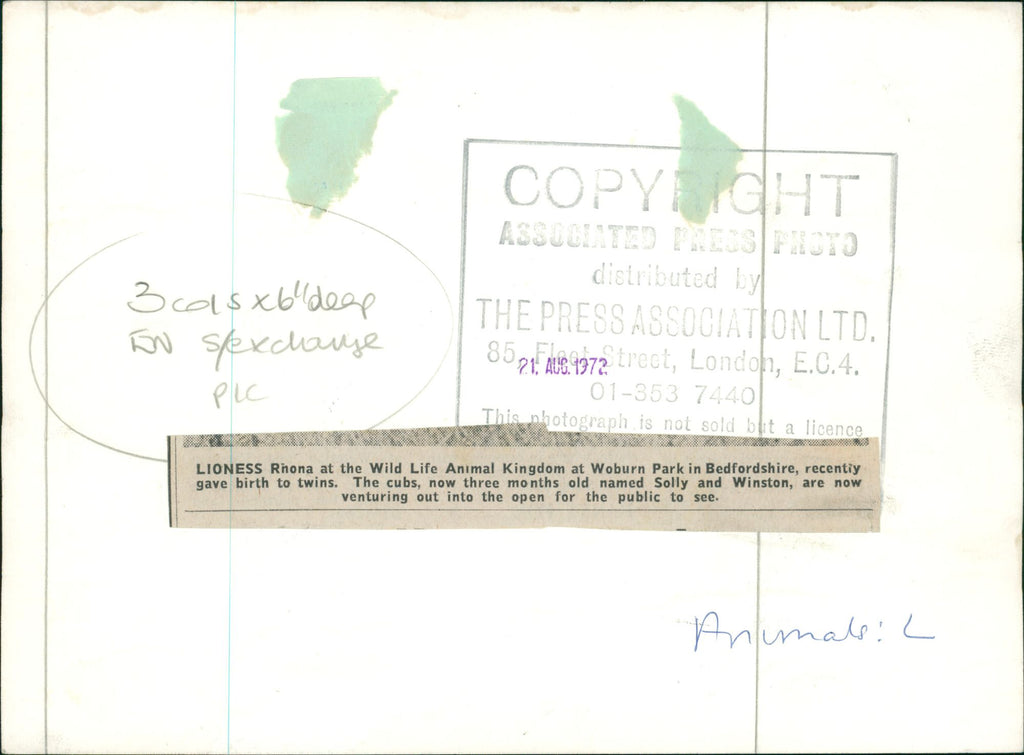 COPYRIGHT
ASSOCIATED PRESS PHOTO
distributed by
THE PRESS ASSOCIATION LTD.
85, Fleet Street, London, E.C.4.
21. AUG. 1972
01-353 7440
This photograph is not sold but a licence
3 cols x 6" deep
EN S/exchange
PLC
LIONESS Rhona at the Wild Life Animal Kingdom at Woburn Park in Bedfordshire, recently
gave birth to twins. The cubs, now three months old named Solly and Winston, are now
venturing out into the open for the public to see.
Animals: L